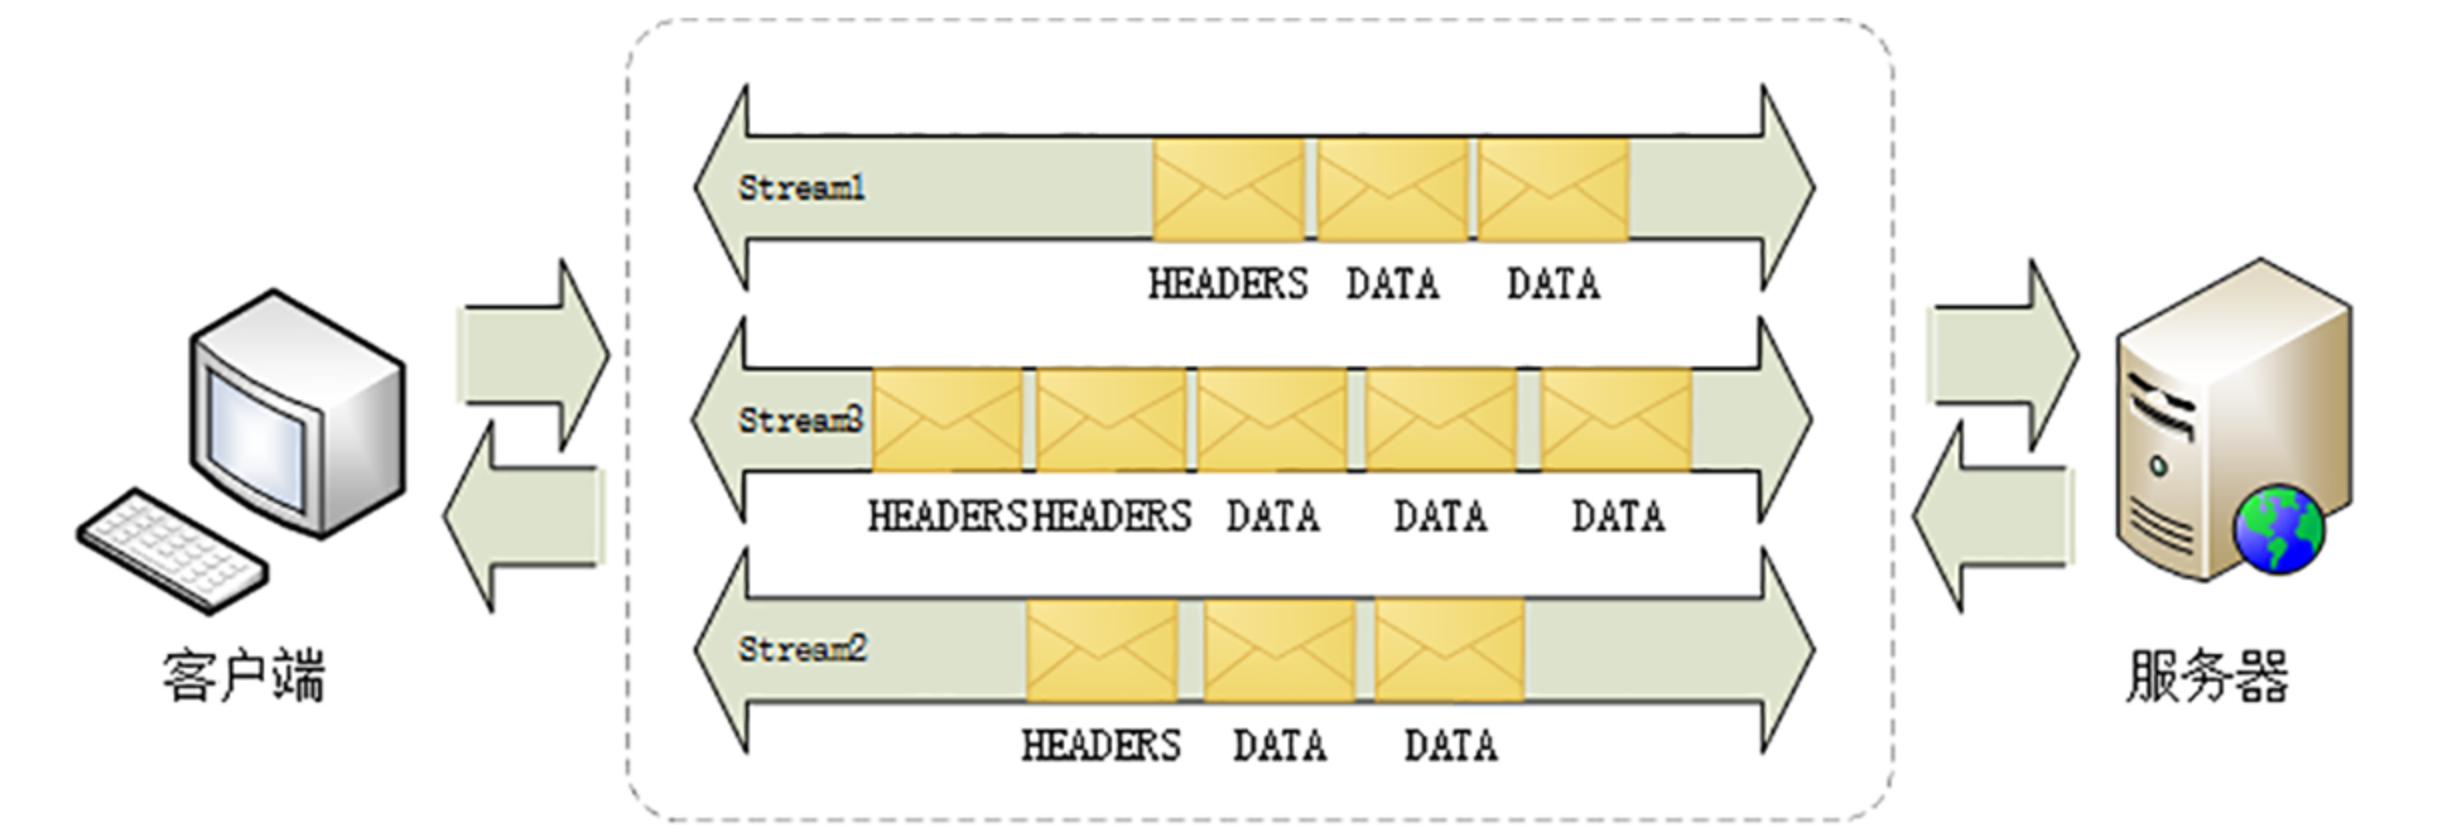 Stream1
HEADERS DATA DATA
Stream3
HEADERS HEADERS DATA DATA DATA
Stream2
HEADERS DATA DATA
客户端
服务器